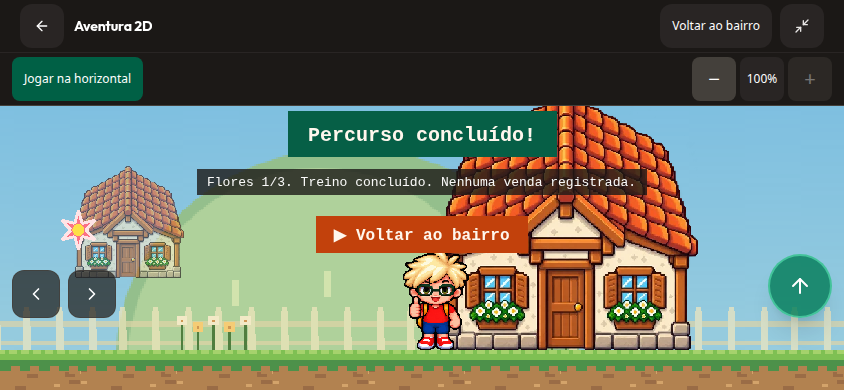 Aventura 2D
Voltar ao bairro
Jogar na horizontal
−
100%
+
Percurso concluído!
Flores 1/3. Treino concluído. Nenhuma venda registrada.
▶ Voltar ao bairro